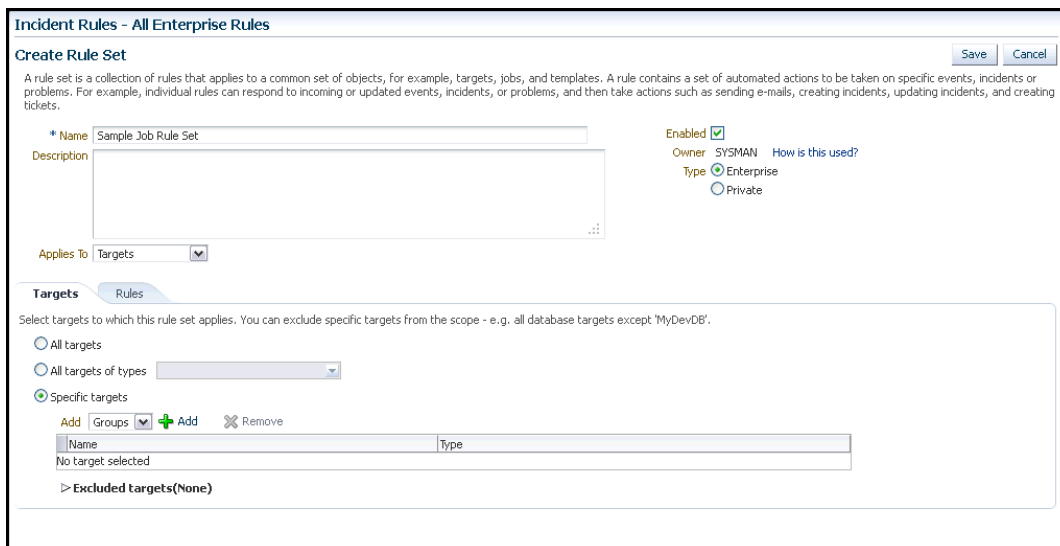 Incident Rules - All Enterprise Rules
Create Rule Set
Save Cancel
A rule set is a collection of rules that applies to a common set of objects, for example, targets, jobs, and templates. A rule contains a set of automated actions to be taken on specific events, incidents or
problems. For example, individual rules can respond to incoming or updated events, incidents, or problems, and then take actions such as sending e-mails, creating incidents, updating incidents, and creating
tickets.
* Name Sample Job Rule Set
Description
Applies To Targets
Enabled
Owner SYSMAN How is this used?
Type Enterprise
Private
Targets Rules
Select targets to which this rule set applies. You can exclude specific targets from the scope - e.g. all database targets except 'MyDevDB'.
All targets
All targets of types
Specific targets
Add Groups Add Remove
Name Type
No target selected
Excluded targets(None)